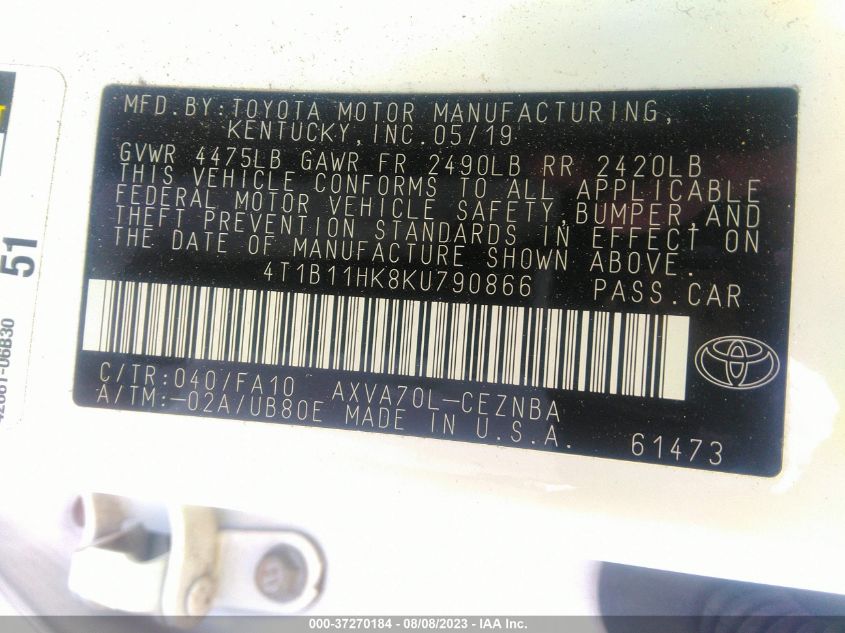 MFD.BY:TOYOTA MOTOR MANUFACTURING,
KENTUCKY,INC.05/19
GVWR 4475LB GAWR FR 2490LB RR 2420LB
THIS VEHICLE CONFORMS TO ALL APPLICABLE
FEDERAL MOTOR VEHICLE SAFETY,BUMPER,AND
THEFT PREVENTION STANDARDS IN EFFECT ON
THE DATE OF MANUFACTURE SHOWN ABOVE.
4T1B11HK8KU790866 PASS.CAR
C/TR:040/FA10 AXVA70L-CEZNBA
A/TM:-02A/UB80E MADE IN U.S.A.
61473
51
000-37270184 - 08/08/2023 - IAA Inc.